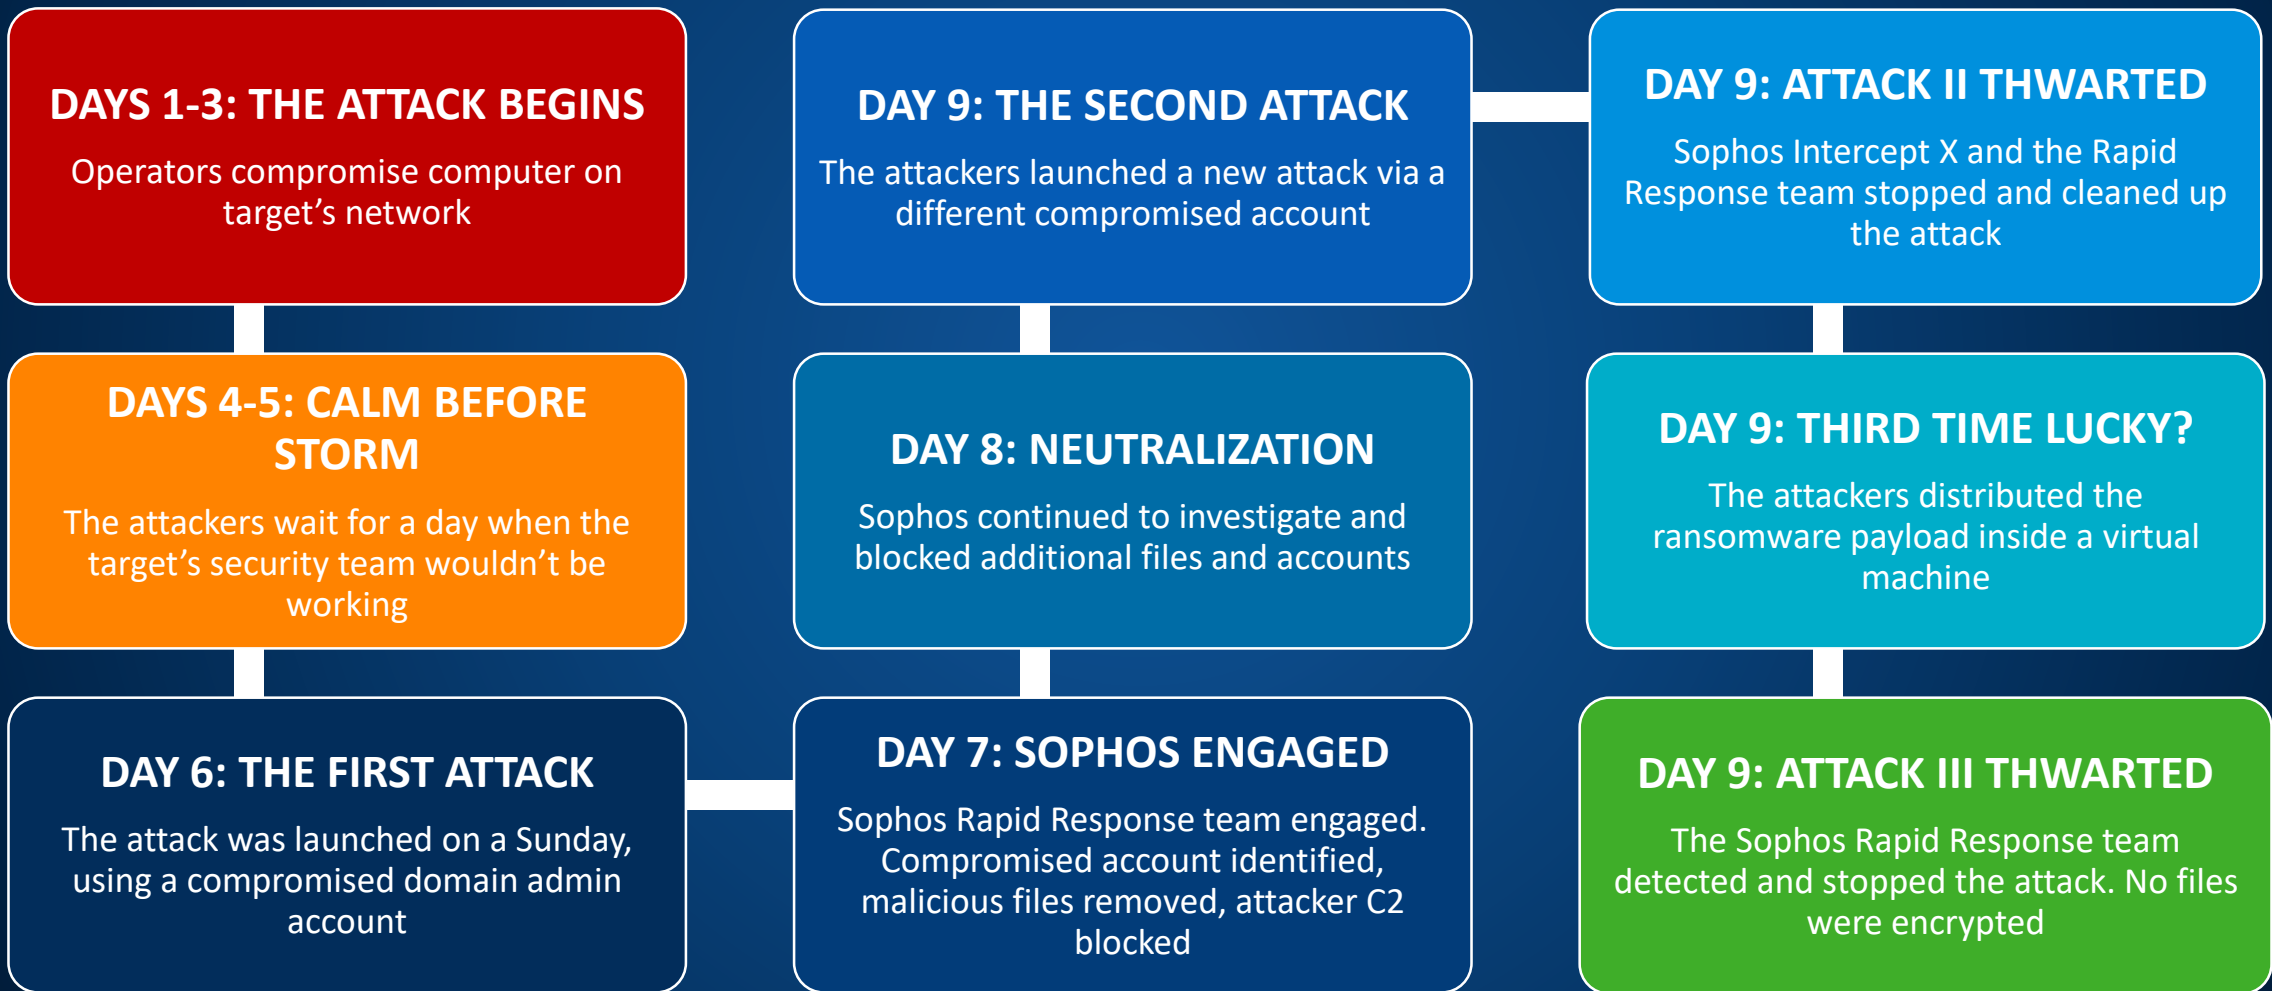 DAYS 1-3: THE ATTACK BEGINS
Operators compromise computer on
target’s network
DAYS 4-5: CALM BEFORE
STORM
The attackers wait for a day when the
target’s security team wouldn’t be
working
DAY 6: THE FIRST ATTACK
The attack was launched on a Sunday,
using a compromised domain admin
account
DAY 7: SOPHOS ENGAGED
Sophos Rapid Response team engaged.
Compromised account identified,
malicious files removed, attacker C2
blocked
DAY 8: NEUTRALIZATION
Sophos continued to investigate and
blocked additional files and accounts
DAY 9: THE SECOND ATTACK
The attackers launched a new attack via a
different compromised account
DAY 9: ATTACK II THWARTED
Sophos Intercept X and the Rapid
Response team stopped and cleaned up
the attack
DAY 9: THIRD TIME LUCKY?
The attackers distributed the
ransomware payload inside a virtual
machine
DAY 9: ATTACK III THWARTED
The Sophos Rapid Response team
detected and stopped the attack. No files
were encrypted